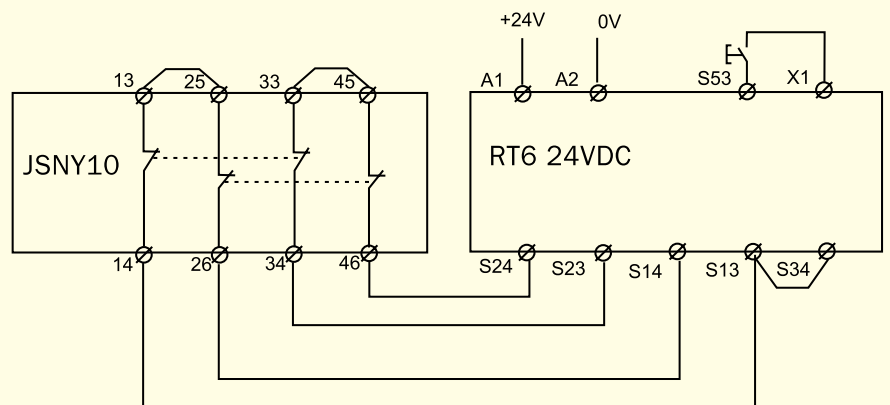 +24V 0V
13 25 33 45 A1 A2 S53 X1
JSNY10 RT6 24VDC
14 26 34 46 S24 S23 S14 S13 S34